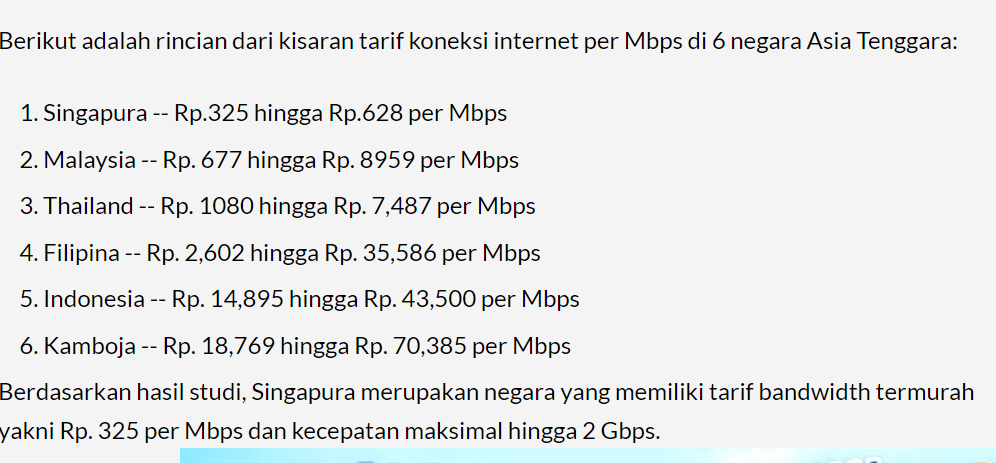 Berikut adalah rincian dari kisaran tarif koneksi internet per Mbps di 6 negara Asia Tenggara:
1. Singapura -- Rp.325 hingga Rp.628 per Mbps
2. Malaysia -- Rp. 677 hingga Rp. 8959 per Mbps
3. Thailand -- Rp. 1080 hingga Rp. 7,487 per Mbps
4. Filipina -- Rp. 2,602 hingga Rp. 35,586 per Mbps
5. Indonesia -- Rp. 14,895 hingga Rp. 43,500 per Mbps
6. Kamboja -- Rp. 18,769 hingga Rp. 70,385 per Mbps
Berdasarkan hasil studi, Singapura merupakan negara yang memiliki tarif bandwidth termurah
yakni Rp. 325 per Mbps dan kecepatan maksimal hingga 2 Gbps.